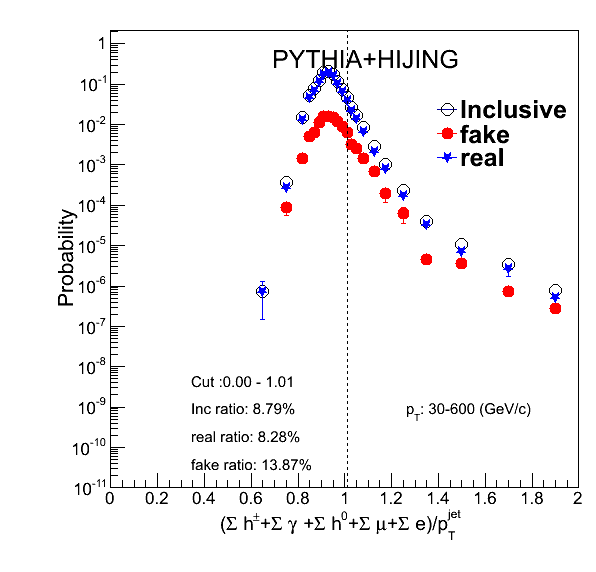 PYTHIA+HIJING
Inclusive
fake
real
Probability
1
10^-1
10^-2
10^-3
10^-4
10^-5
10^-6
10^-7
10^-8
10^-9
10^-10
10^-11
Cut :0.00 - 1.01
Inc ratio: 8.79%
real ratio: 8.28%
fake ratio: 13.87%
p_T: 30-600 (GeV/c)
0 0.2 0.4 0.6 0.8 1 1.2 1.4 1.6 1.8 2
(Σ h^±+Σ γ +Σ h^0+Σ μ+Σ e)/p_T^jet